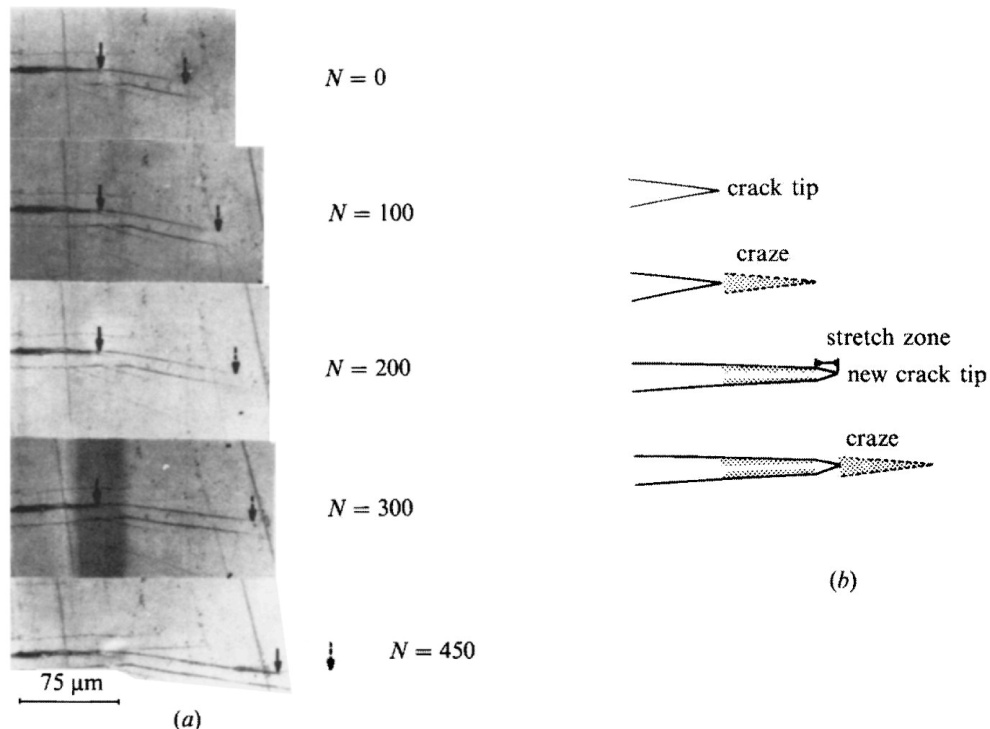 N = 0
N = 100
N = 200
N = 300
N = 450
75 μm
(a)
crack tip
craze
stretch zone
new crack tip
craze
(b)